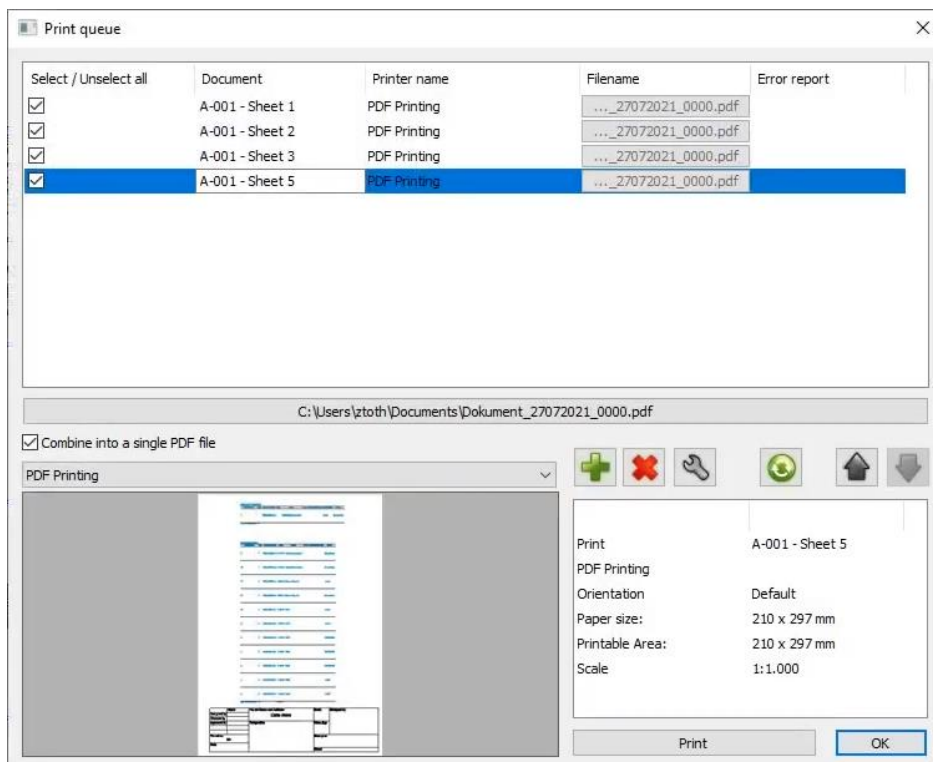 Print queue
Select / Unselect all Document Printer name Filename Error report
A-001 - Sheet 1 PDF Printing ..._27072021_0000.pdf
A-001 - Sheet 2 PDF Printing ..._27072021_0000.pdf
A-001 - Sheet 3 PDF Printing ..._27072021_0000.pdf
A-001 - Sheet 5 PDF Printing ..._27072021_0000.pdf
C:\Users\ztoth\Documents\Dokument_27072021_0000.pdf
Combine into a single PDF file
PDF Printing
Print A-001 - Sheet 5
PDF Printing
Orientation Default
Paper size: 210 x 297 mm
Printable Area: 210 x 297 mm
Scale 1:1.000
Print OK